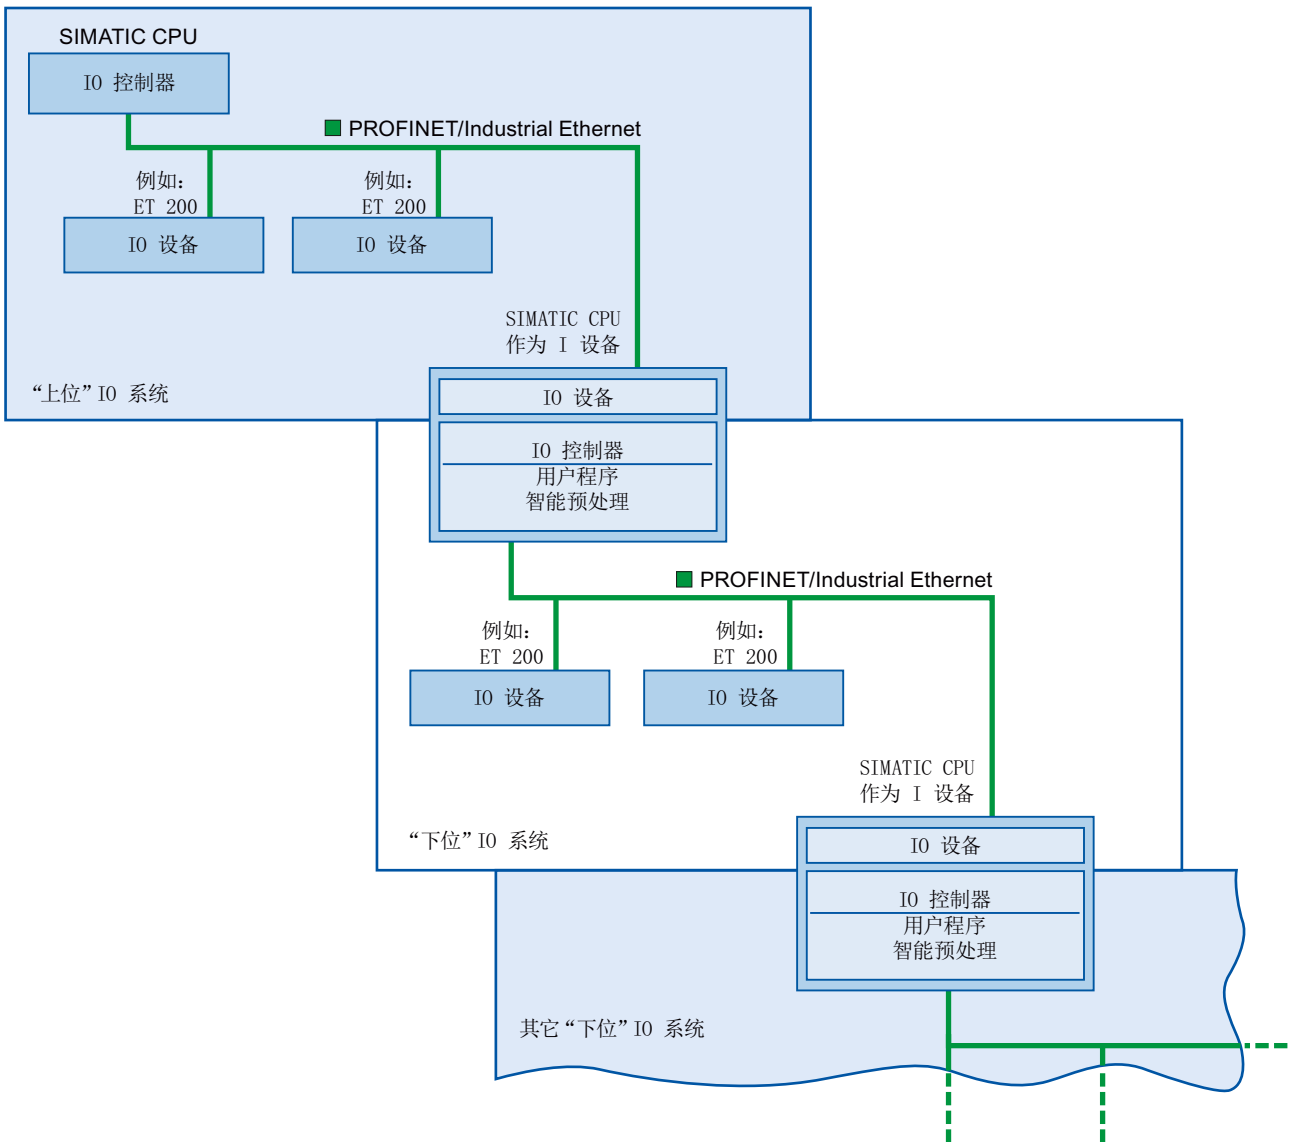 SIMATIC CPU
IO 控制器
PROFINET/Industrial Ethernet
例如：
ET 200
IO 设备
例如：
ET 200
IO 设备
SIMATIC CPU
作为 I 设备
“上位”IO 系统
IO 设备
IO 控制器
用户程序
智能预处理
PROFINET/Industrial Ethernet
例如：
ET 200
IO 设备
例如：
ET 200
IO 设备
SIMATIC CPU
作为 I 设备
“下位”IO 系统
IO 设备
IO 控制器
用户程序
智能预处理
其它“下位”IO 系统